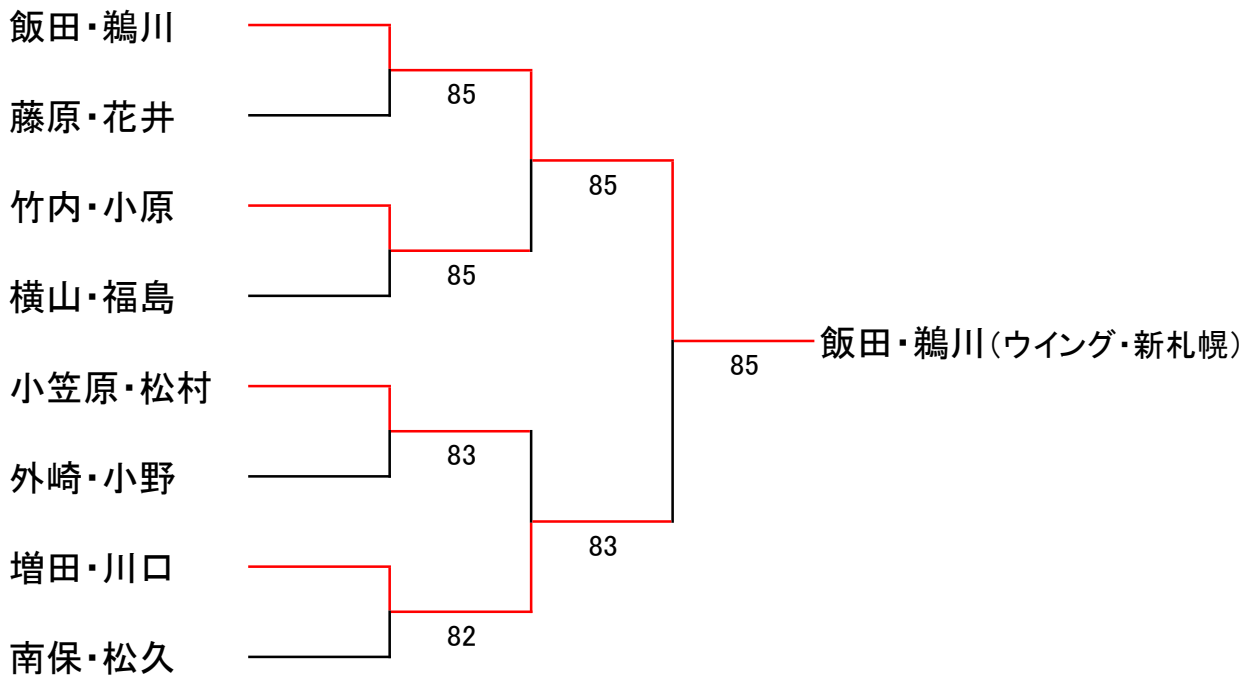 飯田・鵜川
85
藤原・花井
85
竹内・小原
85
横山・福島
飯田・鵜川（ウイング・新札幌）
85
小笠原・松村
83
外崎・小野
83
増田・川口
82
南保・松久